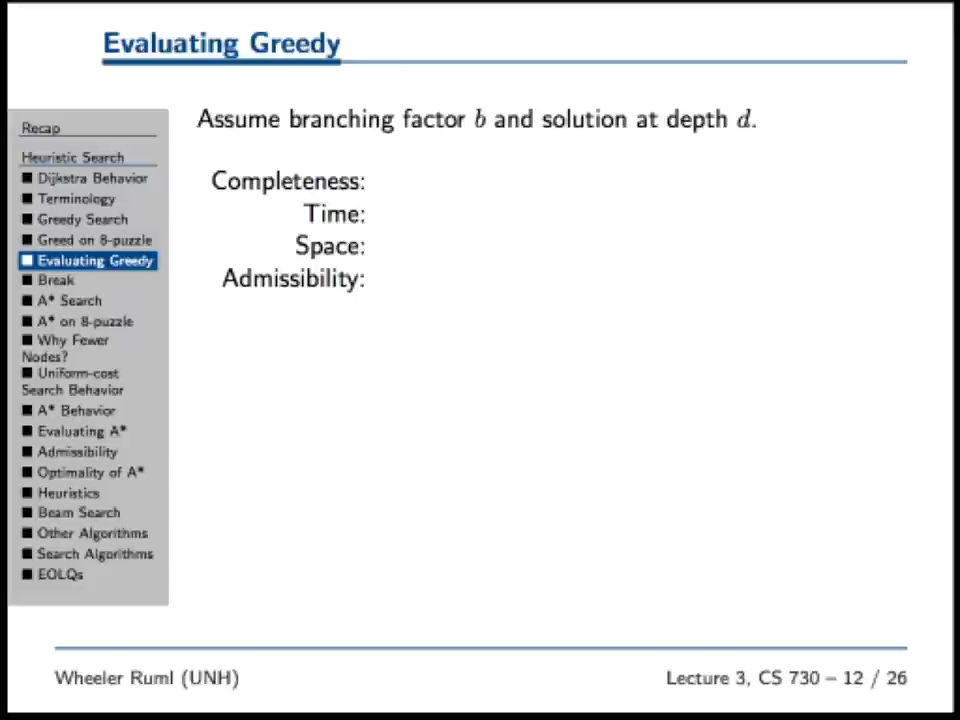 Evaluating Greedy
Recap
Heuristic Search
■ Dijkstra Behavior
■ Terminology
■ Greedy Search
■ Greed on 8-puzzle
■ Evaluating Greedy
■ Break
■ A* Search
■ A* on 8-puzzle
■ Why Fewer
Nodes?
■ Uniform-cost
Search Behavior
■ A* Behavior
■ Evaluating A*
■ Admissibility
■ Optimality of A*
■ Heuristics
■ Beam Search
■ Other Algorithms
■ Search Algorithms
■ EOLQs
Assume branching factor b and solution at depth d.
Completeness:
Time:
Space:
Admissibility:
Wheeler Ruml (UNH)
Lecture 3, CS 730 – 12 / 26